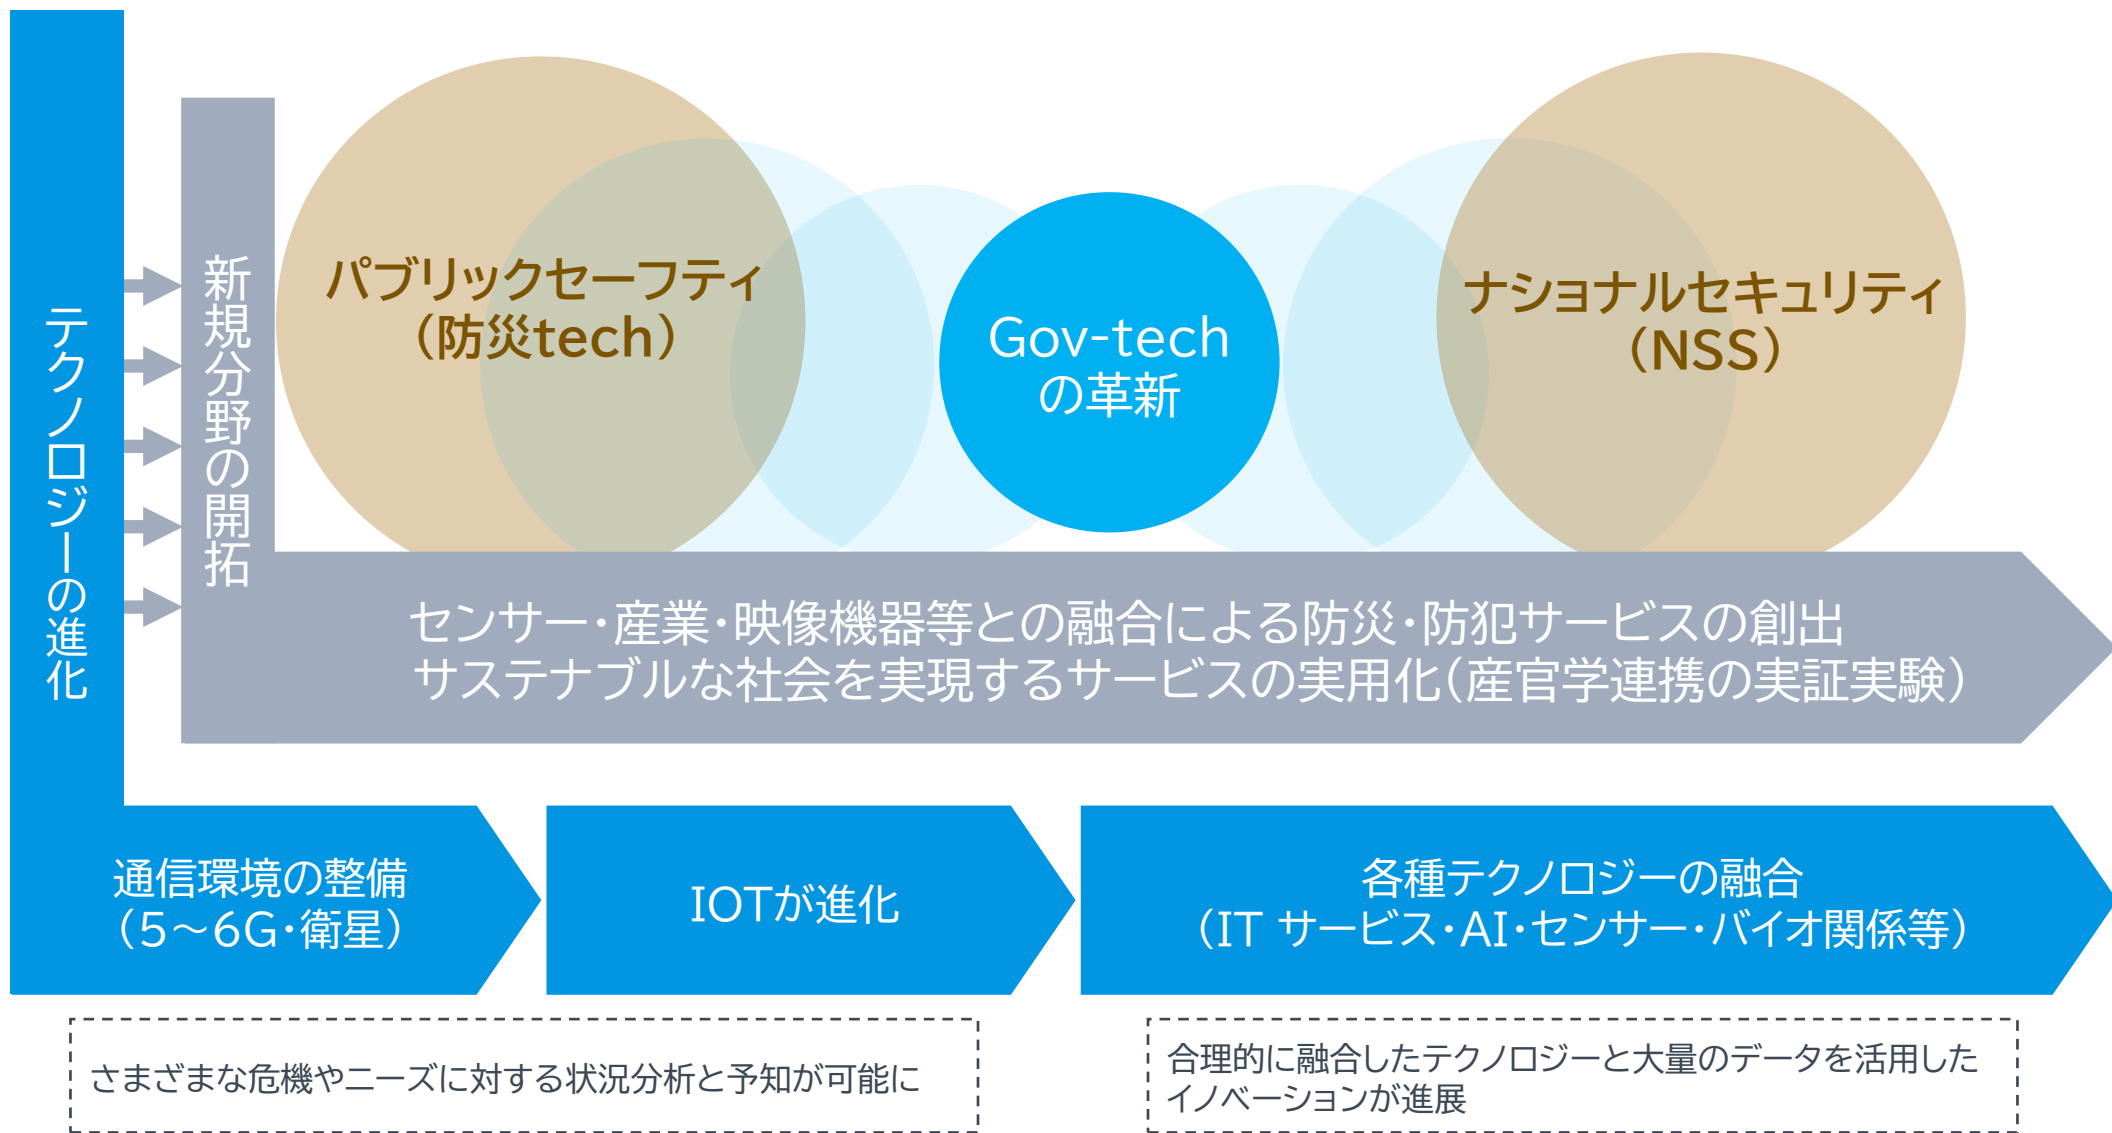 テクノロジーの進化
新規分野の開拓
パブリックセーフティ
（防災tech）
Gov-tech
の革新
ナショナルセキュリティ
（NSS）
センサー・産業・映像機器等との融合による防災・防犯サービスの創出
サステナブルな社会を実現するサービスの実用化（産官学連携の実証実験）
通信環境の整備
（5～6G・衛星）
IOTが進化
各種テクノロジーの融合
（IT サービス・AI・センサー・バイオ関係等）
さまざまな危機やニーズに対する状況分析と予知が可能に
合理的に融合したテクノロジーと大量のデータを活用した
イノベーションが進展